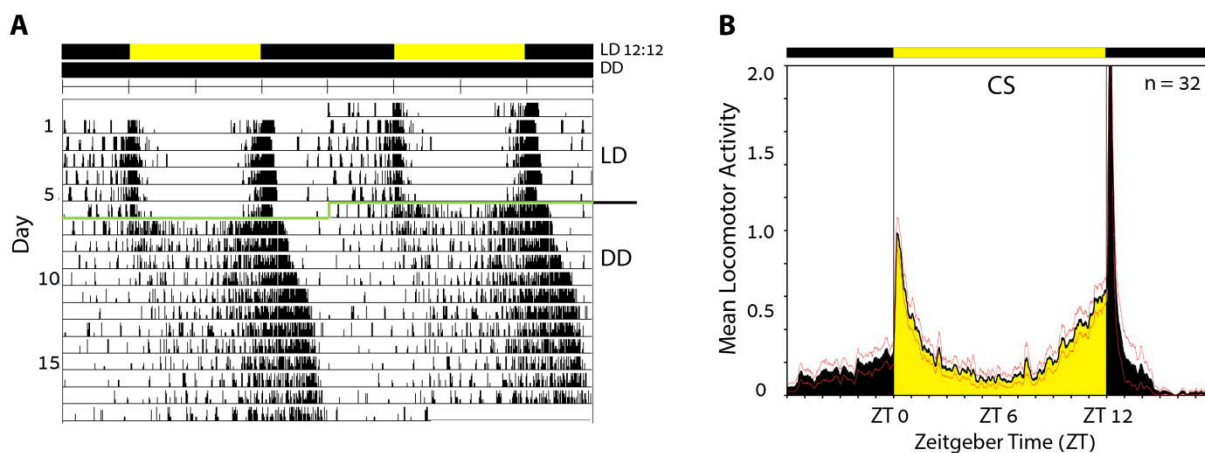 A
LD 12:12
DD
1
5
10
15
Day
LD
DD
B
CS
n = 32
2.0
1.5
1.0
0.5
0
Mean Locomotor Activity
ZT 0
ZT 6
ZT 12
Zeitgeber Time (ZT)